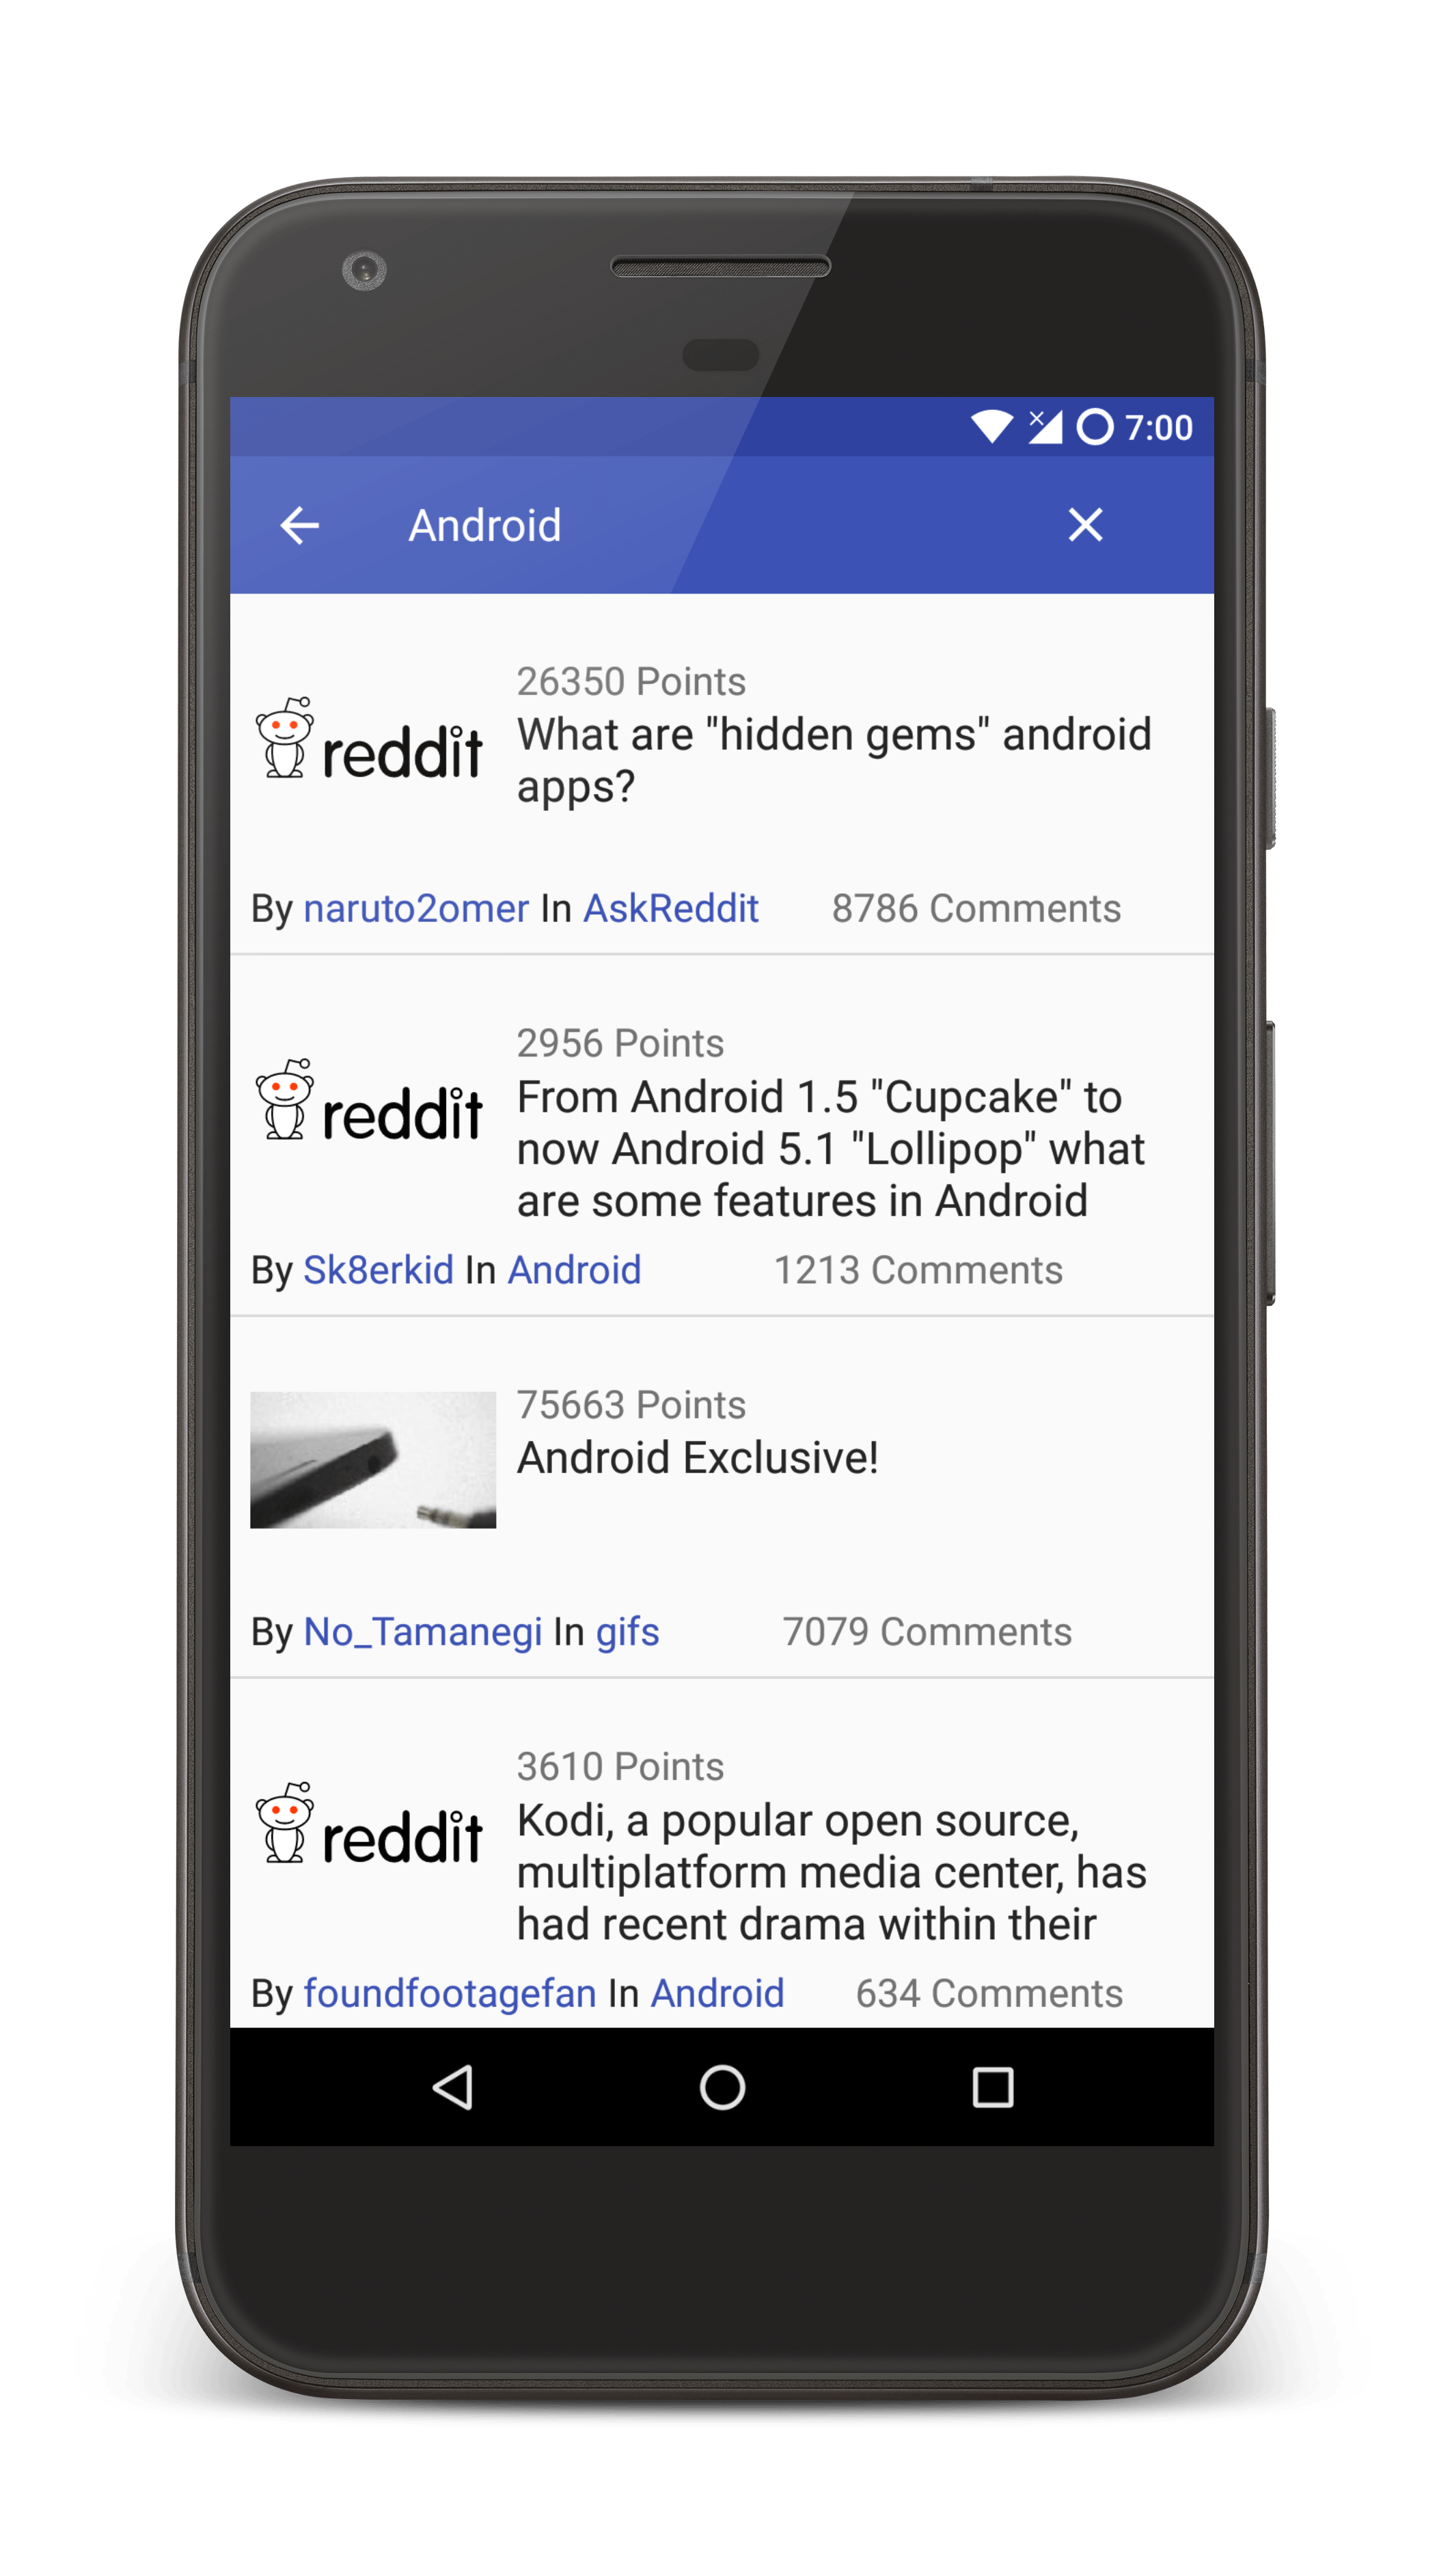 7:00
Android
26350 Points
reddit
What are "hidden gems" android
apps?
By naruto2omer In AskReddit 8786 Comments
2956 Points
reddit
From Android 1.5 "Cupcake" to
now Android 5.1 "Lollipop" what
are some features in Android
By Sk8erkid In Android 1213 Comments
75663 Points
Android Exclusive!
By No_Tamanegi In gifs 7079 Comments
3610 Points
reddit
Kodi, a popular open source,
multiplatform media center, has
had recent drama within their
By foundfootagefan In Android 634 Comments